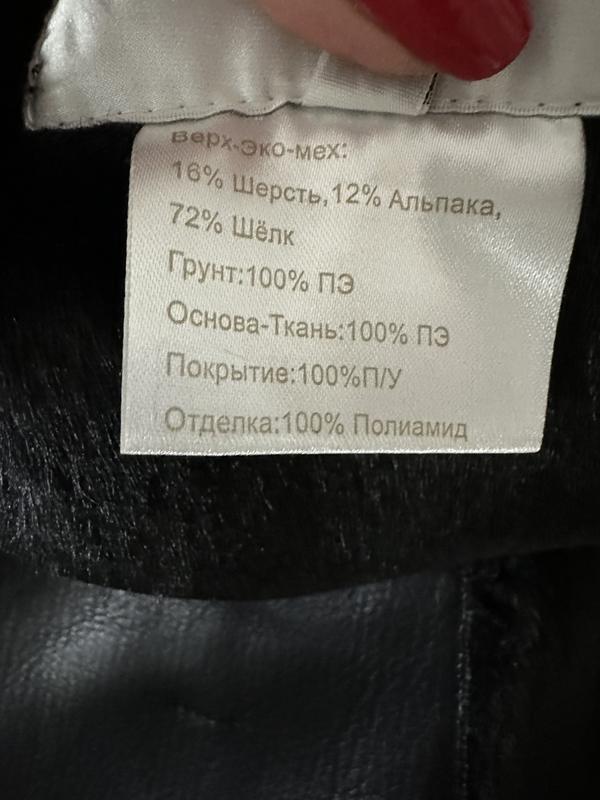 Верх-Эко-мех:
16% Шерсть,12% Альпака,
72% Шёлк
Грунт:100% ПЭ
Основа-Ткань:100% ПЭ
Покрытие:100%П/У
Отделка:100% Полиамид